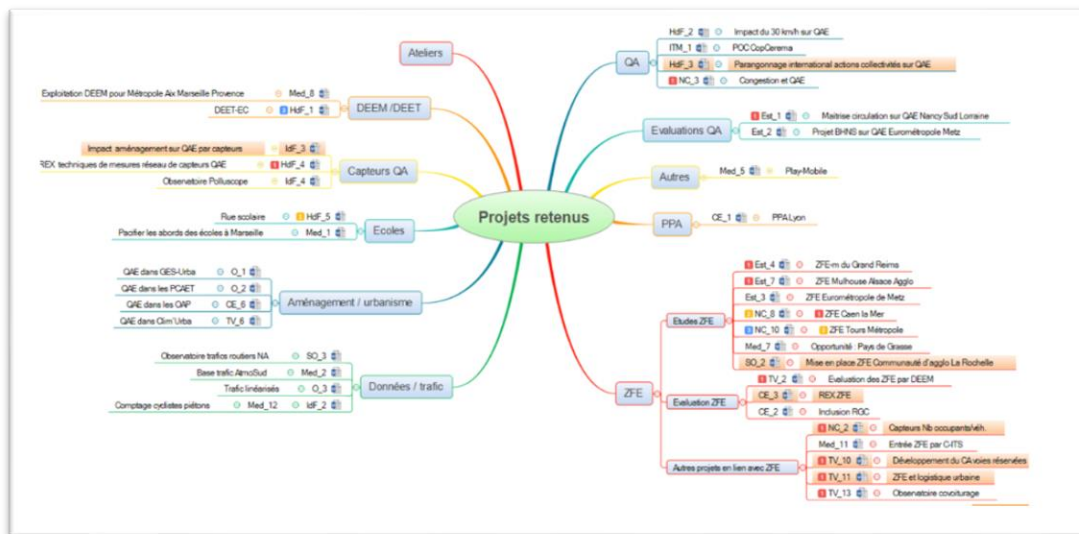 Projets retenus
Ateliers
DEEM /DEET
Exploitation DEEM pour Métropole Aix Marseille Provence Med_8
DEET-EC HdF_1
Capteurs QA
Impact aménagement sur QAE par capteurs IdF_3
REX techniques de mesures réseau de capteurs QAE HdF_4
Observatoire Polluscope IdF_4
Ecoles
Rue scolaire HdF_5
Pacifier les abords des écoles à Marseille Med_1
Aménagement / urbanisme
QAE dans GES-Urba O_1
QAE dans les PCAET O_2
QAE dans les OAP CE_6
QAE dans Clim'Urba TV_6
Données / trafic
Observatoire trafics routiers NA SO_3
Base trafic AtmoSud Med_2
Trafic linéarisés O_3
Comptage cyclistes piétons Med_12 IdF_2
QA
HdF_2 Impact du 30 km/h sur QAE
ITM_1 POC CopCerema
HdF_3 Parangonnage international actions collectivités sur QAE
NC_3 Congestion et QAE
Evaluations QA
Est_1 Maitrise circulation sur QAE Nancy Sud Lorraine
Est_2 Projet BHNS sur QAE Eurométropole Metz
Autres
Med_5 Play-Mobile
PPA
CE_1 PPA Lyon
ZFE
Etudes ZFE
Est_4 ZFE-m du Grand Reims
Est_7 ZFE Mulhouse Alsace Agglo
Est_3 ZFE Eurométropole de Metz
NC_8 ZFE Caen la Mer
NC_10 ZFE Tours Métropole
Med_7 Opportunité : Pays de Grasse
SO_2 Mise en place ZFE Communauté d'agglo La Rochelle
Evaluation ZFE
TV_2 Evaluation des ZFE par DEEM
CE_3 REX ZFE
CE_2 Inclusion RGC
Autres projets en lien avec ZFE
NC_2 Capteurs Nb occupants/véh.
Med_11 Entrée ZFE par C-ITS
TV_10 Développement du CA voies réservées
TV_11 ZFE et logistique urbaine
TV_13 Observatoire covoiturage